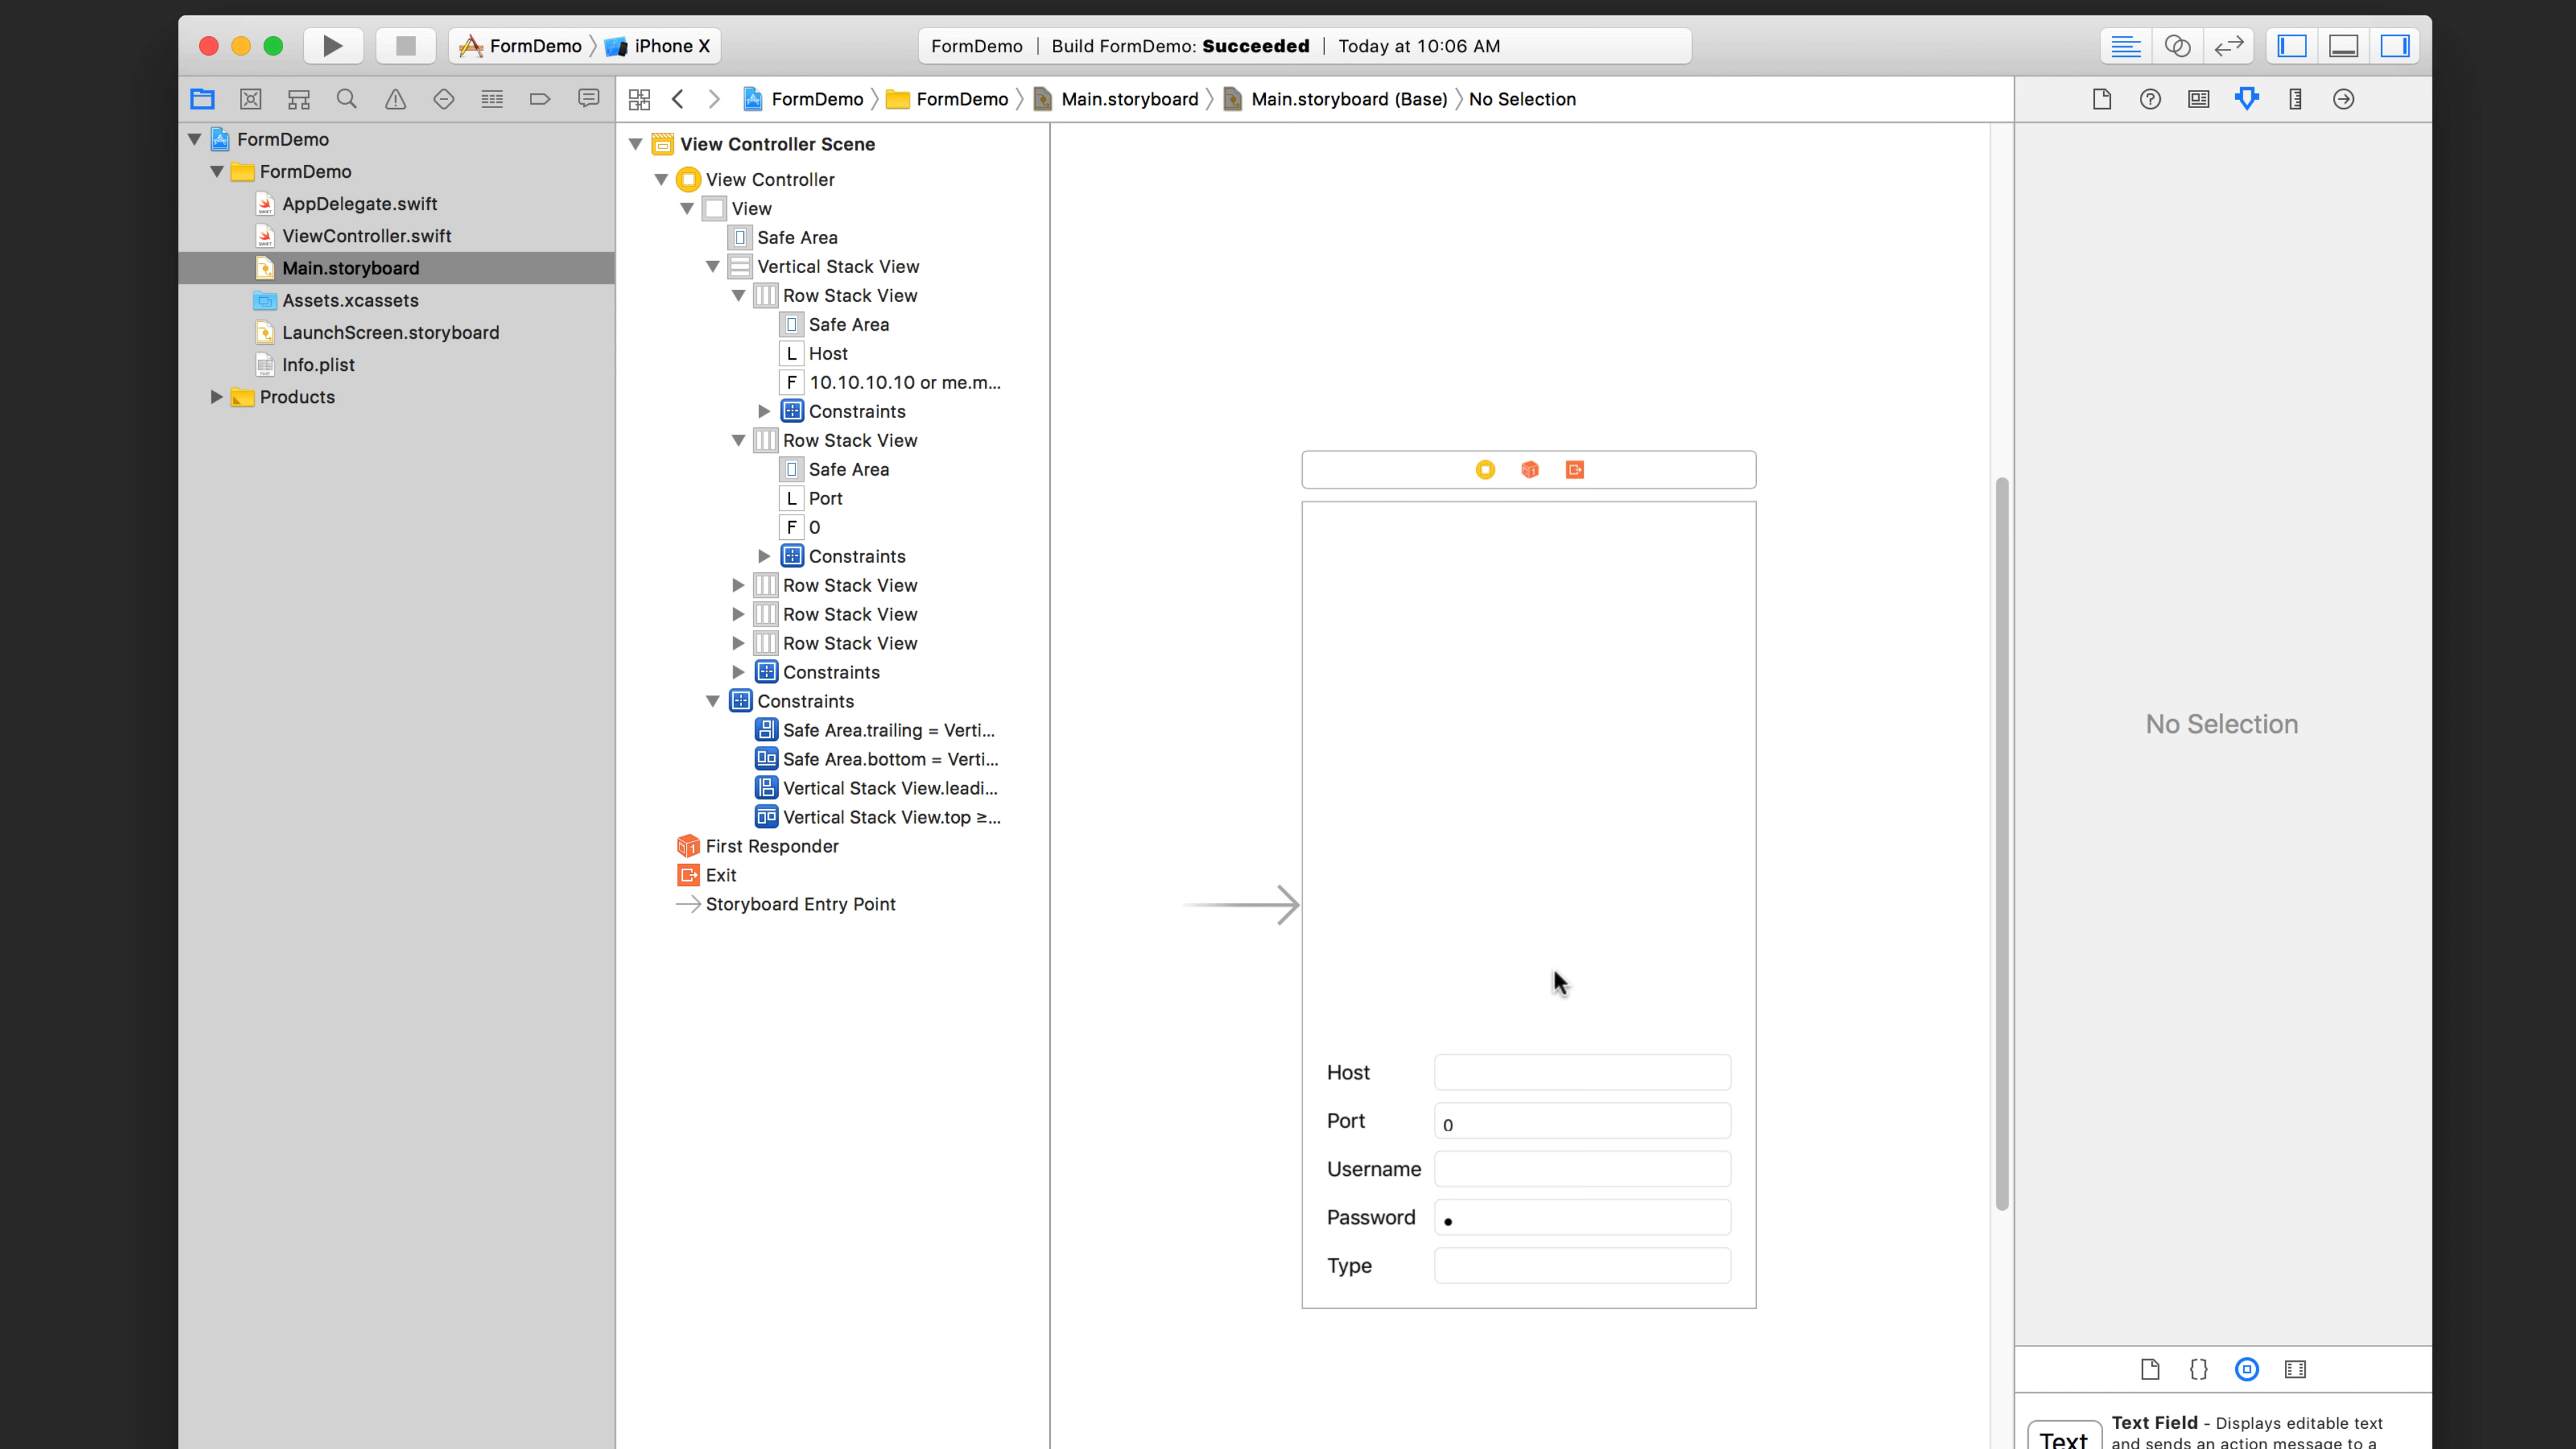 FormDemo iPhone X
FormDemo | Build FormDemo: Succeeded | Today at 10:06 AM
FormDemo FormDemo Main.storyboard Main.storyboard (Base) No Selection
FormDemo
FormDemo
AppDelegate.swift
ViewController.swift
Main.storyboard
Assets.xcassets
LaunchScreen.storyboard
Info.plist
Products
View Controller Scene
View Controller
View
Safe Area
Vertical Stack View
Row Stack View
Safe Area
L Host
F 10.10.10.10 or me.m...
Constraints
Row Stack View
Safe Area
L Port
F 0
Constraints
Row Stack View
Row Stack View
Row Stack View
Constraints
Constraints
Safe Area.trailing = Verti...
Safe Area.bottom = Verti...
Vertical Stack View.leadi...
Vertical Stack View.top ≥...
First Responder
Exit
Storyboard Entry Point
Host
Port 0
Username
Password •
Type
No Selection
{}
Text
Text Field - Displays editable text
and sends an action message to a